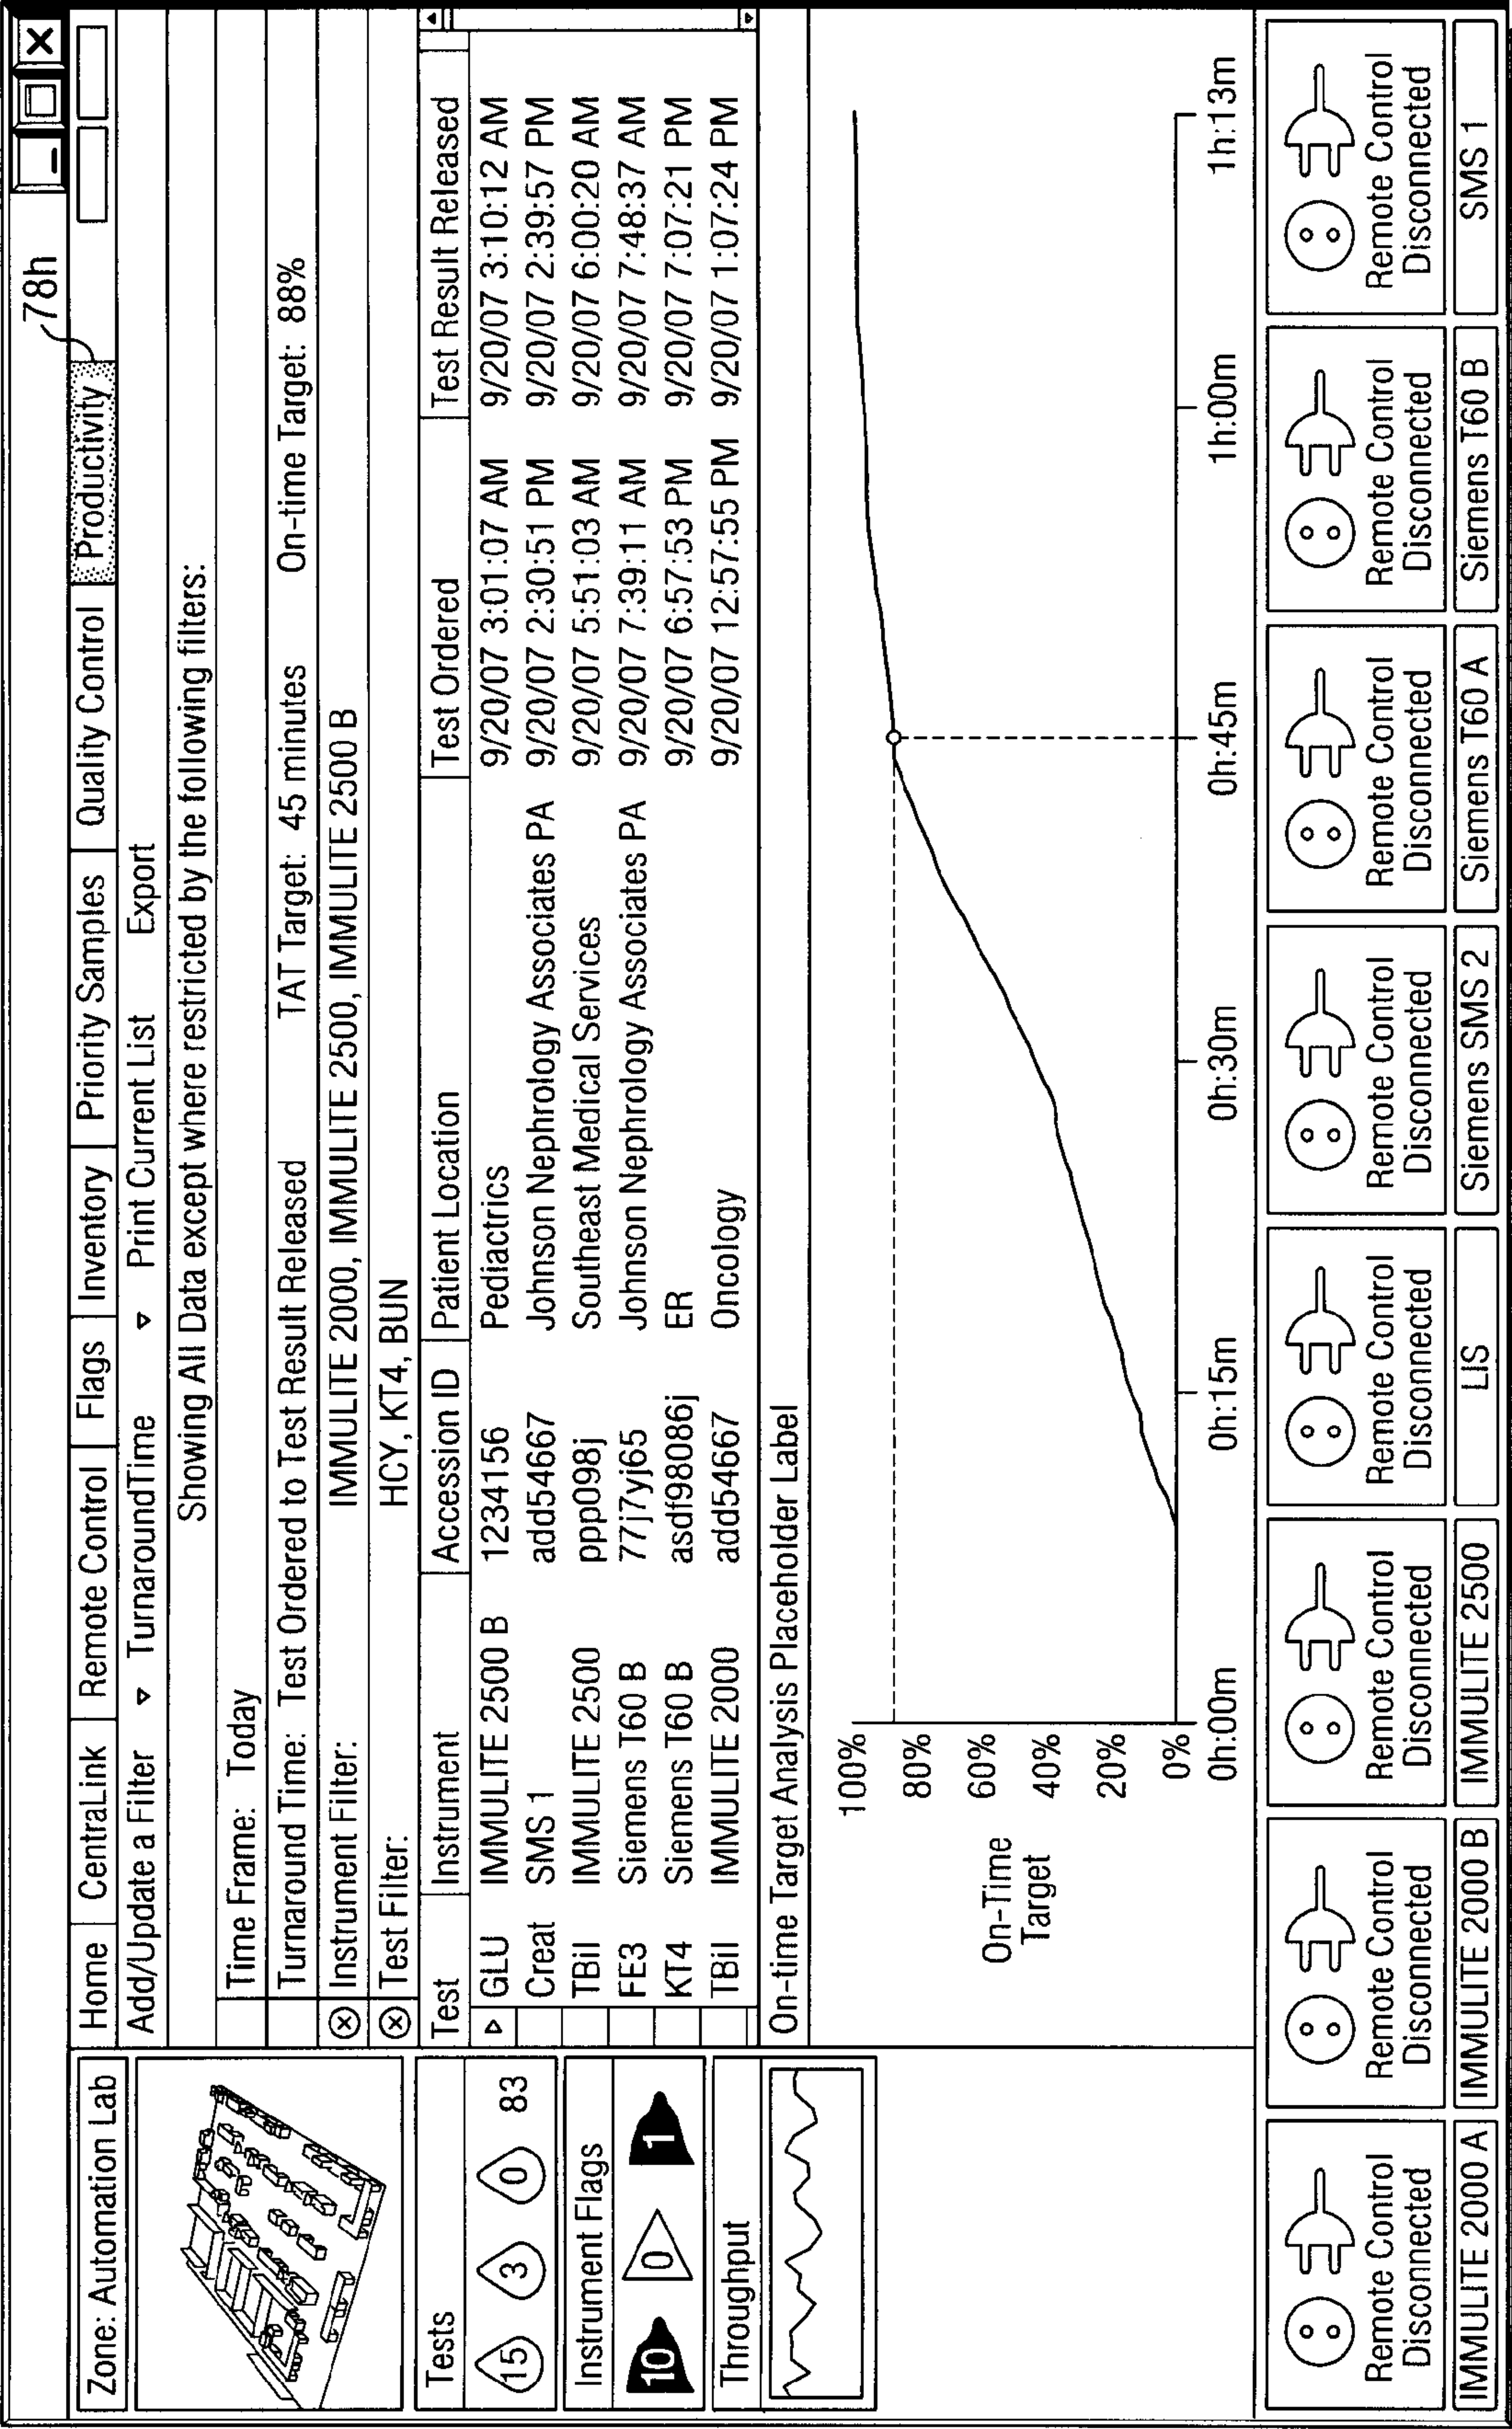 78h
Zone: Automation Lab
Home CentraLink Remote Control Flags Inventory Priority Samples Quality Control Productivity
Add/Update a Filter TurnaroundTime Print Current List Export
Showing All Data except where restricted by the following filters:
Time Frame: Today
Turnaround Time: Test Ordered to Test Result Released TAT Target: 45 minutes On-time Target: 88%
Instrument Filter: IMMULITE 2000, IMMULITE 2500, IMMULITE 2500 B
Test Filter: HCY, KT4, BUN
Test Instrument Accession ID Patient Location Test Ordered Test Result Released
GLU IMMULITE 2500 B 1234156 Pediactrics 9/20/07 3:01:07 AM 9/20/07 3:10:12 AM
Creat SMS 1 add54667 Johnson Nephrology Associates PA 9/20/07 2:30:51 PM 9/20/07 2:39:57 PM
TBil IMMULITE 2500 ppp098j Southeast Medical Services 9/20/07 5:51:03 AM 9/20/07 6:00:20 AM
FE3 Siemens T60 B 77j7yj65 Johnson Nephrology Associates PA 9/20/07 7:39:11 AM 9/20/07 7:48:37 AM
KT4 Siemens T60 B asdf98086j ER 9/20/07 6:57:53 PM 9/20/07 7:07:21 PM
TBil IMMULITE 2000 add54667 Oncology 9/20/07 12:57:55 PM 9/20/07 1:07:24 PM
Tests
15 3 0 83
Instrument Flags
10 0 1
Throughput
On-time Target Analysis Placeholder Label
On-Time
Target
100%
80%
60%
40%
20%
0%
0h:00m 0h:15m 0h:30m 0h:45m 1h:00m 1h:13m
Remote Control Remote Control Remote Control Remote Control Remote Control Remote Control Remote Control Remote Control
Disconnected Disconnected Disconnected Disconnected Disconnected Disconnected Disconnected Disconnected
IMMULITE 2000 A IMMULITE 2000 B IMMULITE 2500 LIS Siemens SMS 2 Siemens T60 A Siemens T60 B SMS 1